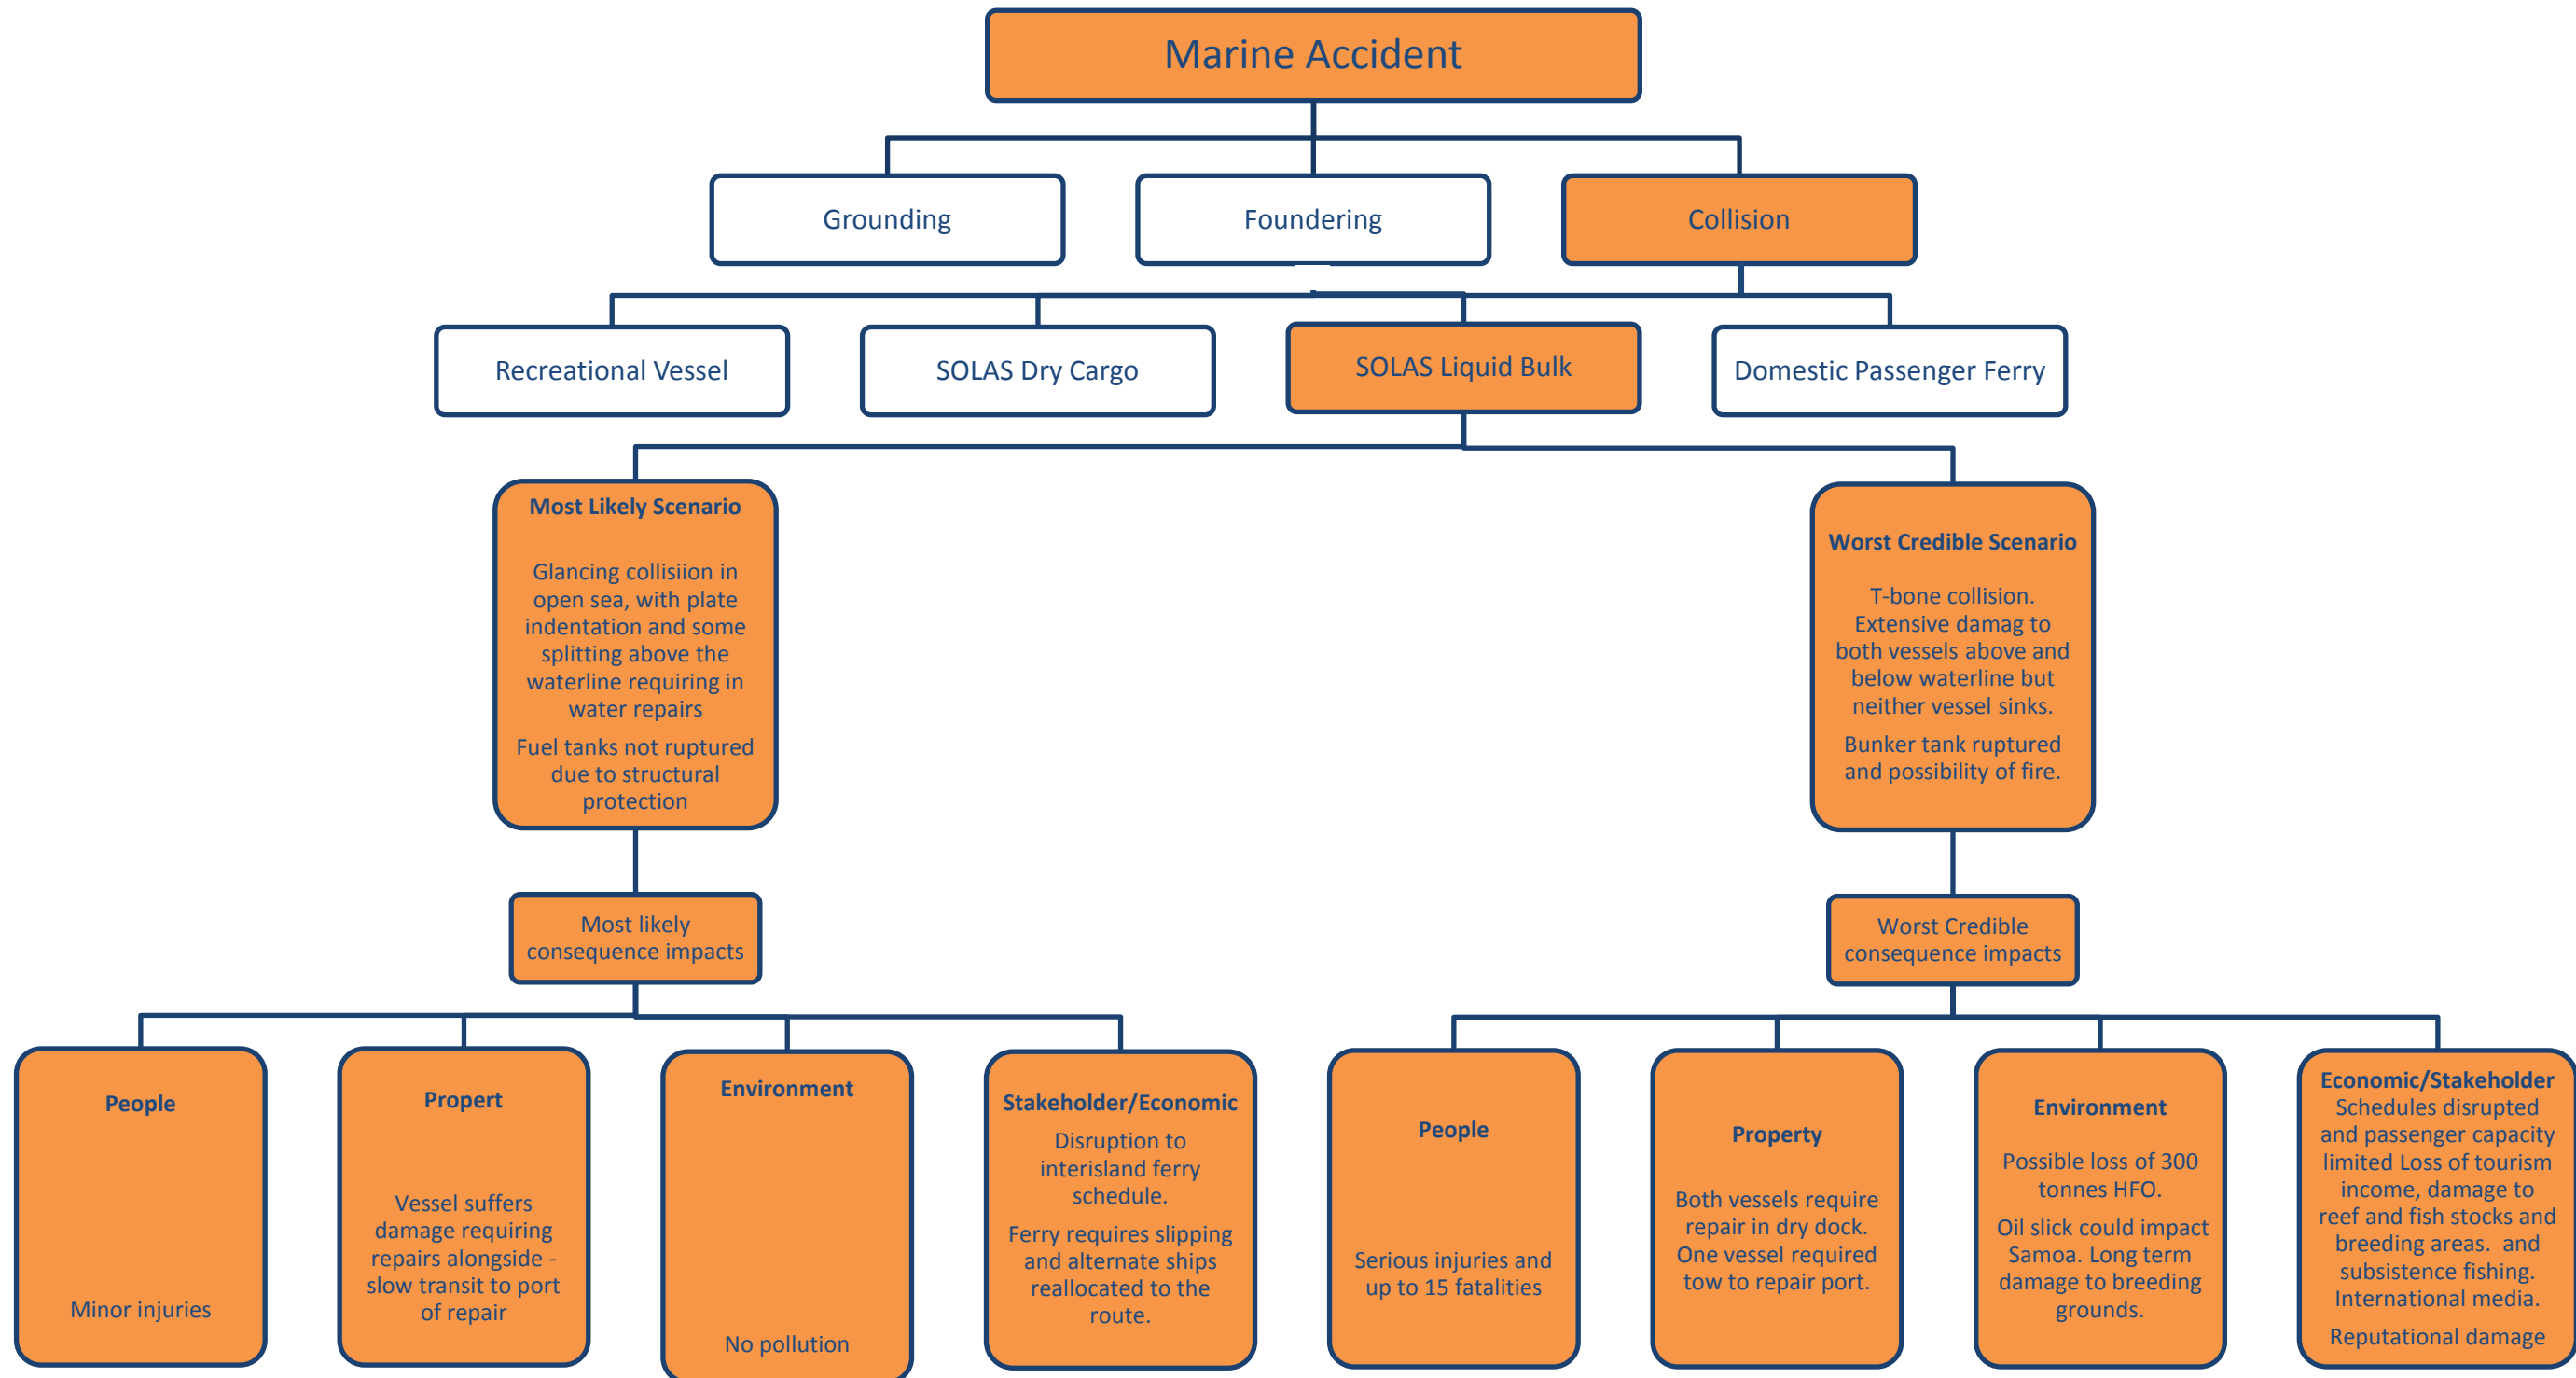 Marine Accident
Grounding
Foundering
Collision
Recreational Vessel
SOLAS Dry Cargo
SOLAS Liquid Bulk
Domestic Passenger Ferry
Most Likely Scenario
Glancing collisiion in
open sea, with plate
indentation and some
splitting above the
waterline requiring in
water repairs
Fuel tanks not ruptured
due to structural
protection
Worst Credible Scenario
T-bone collision.
Extensive damag to
both vessels above and
below waterline but
neither vessel sinks.
Bunker tank ruptured
and possibility of fire.
Most likely
consequence impacts
Worst Credible
consequence impacts
People
Minor injuries
Propert
Vessel suffers
damage requiring
repairs alongside -
slow transit to port
of repair
Environment
No pollution
Stakeholder/Economic
Disruption to
interisland ferry
schedule.
Ferry requires slipping
and alternate ships
reallocated to the
route.
People
Serious injuries and
up to 15 fatalities
Property
Both vessels require
repair in dry dock.
One vessel required
tow to repair port.
Environment
Possible loss of 300
tonnes HFO.
Oil slick could impact
Samoa. Long term
damage to breeding
grounds.
Economic/Stakeholder
Schedules disrupted
and passenger capacity
limited Loss of tourism
income, damage to
reef and fish stocks and
breeding areas.  and
subsistence fishing.
International media.
Reputational damage